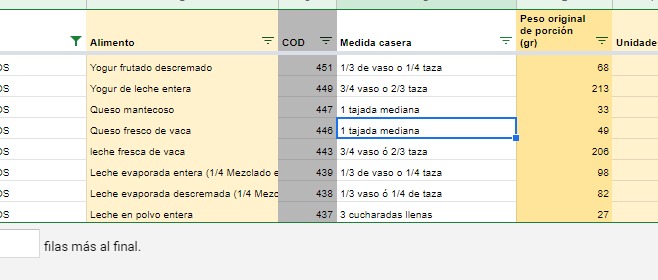 Peso original
de porción
Alimento COD Medida casera (gr) Unidade
OS Yogur frutado descremado 451 1/3 de vaso o 1/4 taza 68
OS Yogur de leche entera 449 3/4 vaso o 2/3 taza 213
OS Queso mantecoso 447 1 tajada mediana 33
OS Queso fresco de vaca 446 1 tajada mediana 49
OS leche fresca de vaca 443 3/4 vaso ó 2/3 taza 206
OS Leche evaporada entera (1/4 Mezclado e 439 1/3 de vaso o 1/4 taza 98
OS Leche evaporada descremada (1/4 Mezc 438 1/3 vaso ó 1/4 de taza 82
OS Leche en polvo entera 437 3 cucharadas llenas 27
filas más al final.